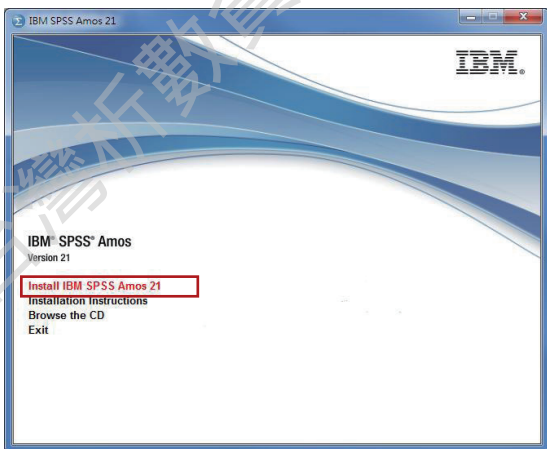 IBM SPSS Amos 21
IBM®
IBM® SPSS® Amos
Version 21
Install IBM SPSS Amos 21
Installation Instructions
Browse the CD
Exit